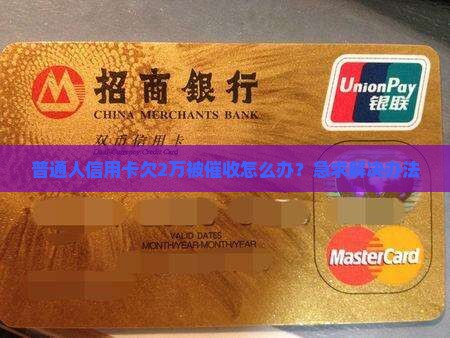 招商銀行
CHINA MERCHANTS BANK
UnionPay
银联
双币信用卡
普通人信用卡欠2万被催收怎么办？急求解决办法
VALID DATES
MONTH/YEAR-MONTH/YEAR
MasterCard